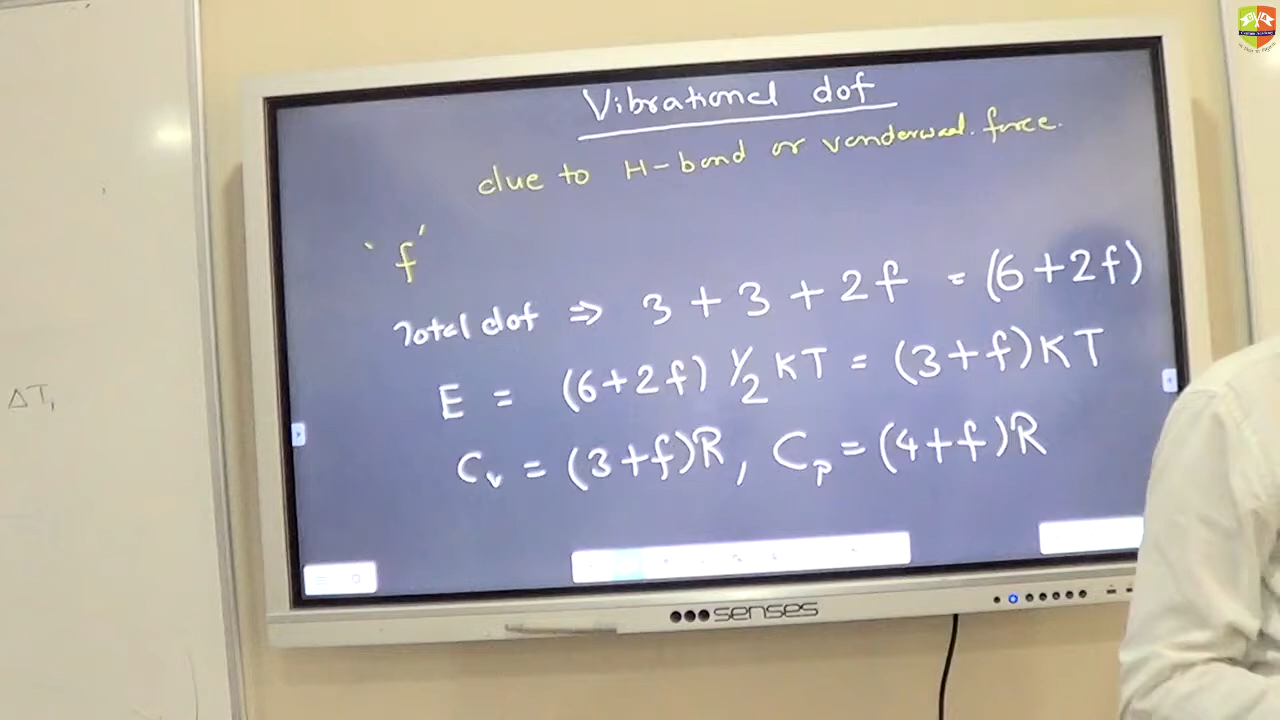 Vibrational dof
due to H-bond or vanderwaal. force.
'f'
Total dof ⇒ 3 + 3 + 2f = (6+2f)
E = (6+2f) 1/2 KT = (3+f)KT
Cv = (3+f)R, Cp = (4+f)R
senses
ΔT,